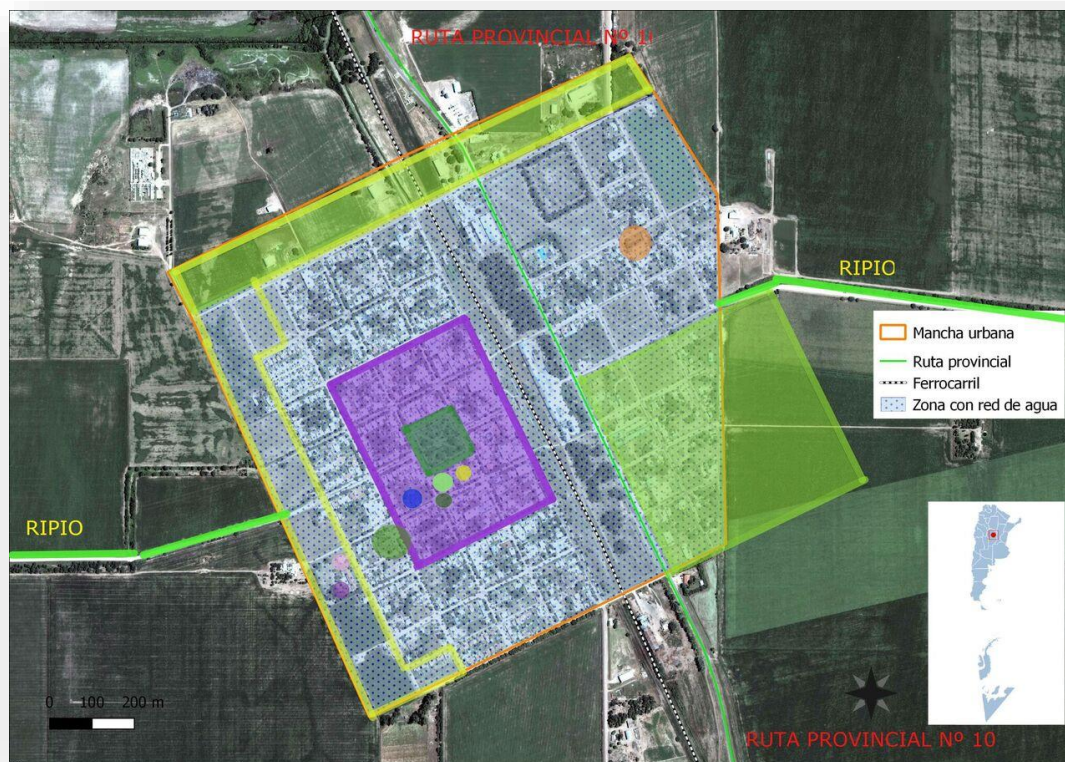 RUTA PROVINCIAL Nº 1
RIPIO
Mancha urbana
Ruta provincial
Ferrocarril
Zona con red de agua
RIPIO
0 100 200 m
RUTA PROVINCIAL Nº 10